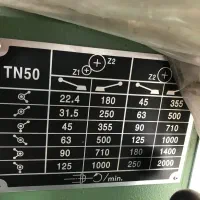 TN50
Z1 Z2
Z2
22.4 180 45 355
31.5 250 63 500
45 355 90 710
63 500 125 1000
90 710 180 1400
125 1000 250 2000
/min.